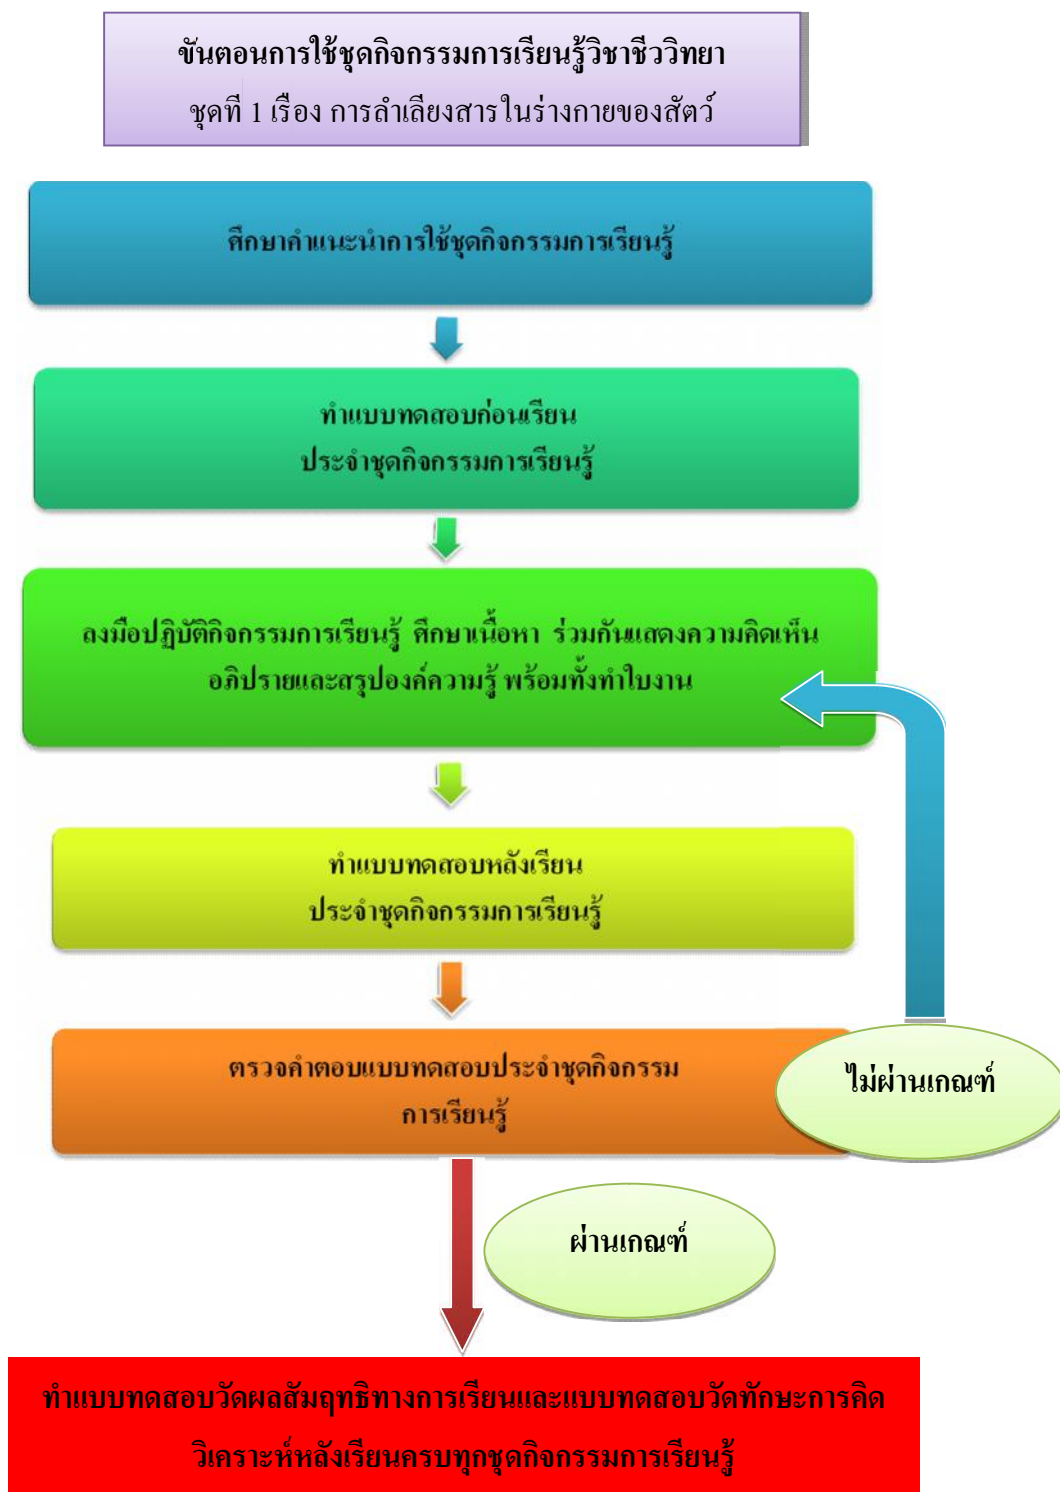 ขั้นตอนการใช้ชุดกิจกรรมการเรียนรู้วิชาชีววิทยา
ชุดที่ 1 เรื่อง การลำเลียงสารในร่างกายของสัตว์
ศึกษาคำแนะนำการใช้ชุดกิจกรรมการเรียนรู้
ทำแบบทดสอบก่อนเรียน
ประจำชุดกิจกรรมการเรียนรู้
ลงมือปฏิบัติกิจกรรมการเรียนรู้ ศึกษาเนื้อหา ร่วมกันแสดงความคิดเห็น
อภิปรายและสรุปองค์ความรู้ พร้อมทั้งทำใบงาน
ทำแบบทดสอบหลังเรียน
ประจำชุดกิจกรรมการเรียนรู้
ตรวจคำตอบแบบทดสอบประจำชุดกิจกรรม
การเรียนรู้
ไม่ผ่านเกณฑ์
ผ่านเกณฑ์
ทำแบบทดสอบวัดผลสัมฤทธิทางการเรียนและแบบทดสอบวัดทักษะการคิด
วิเคราะห์หลังเรียนครบทุกชุดกิจกรรมการเรียนรู้